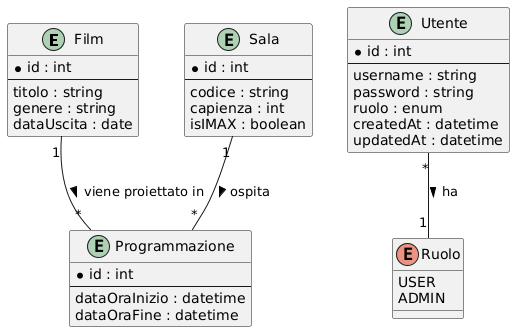 E Film
* id : int
titolo : string
genere : string
dataUscita : date
E Sala
* id : int
codice : string
capienza : int
isIMAX : boolean
E Utente
* id : int
username : string
password : string
ruolo : enum
createdAt : datetime
updatedAt : datetime
1
viene proiettato in
*
1
ospita
*
*
ha
1
E Programmazione
* id : int
dataOraInizio : datetime
dataOraFine : datetime
E Ruolo
USER
ADMIN